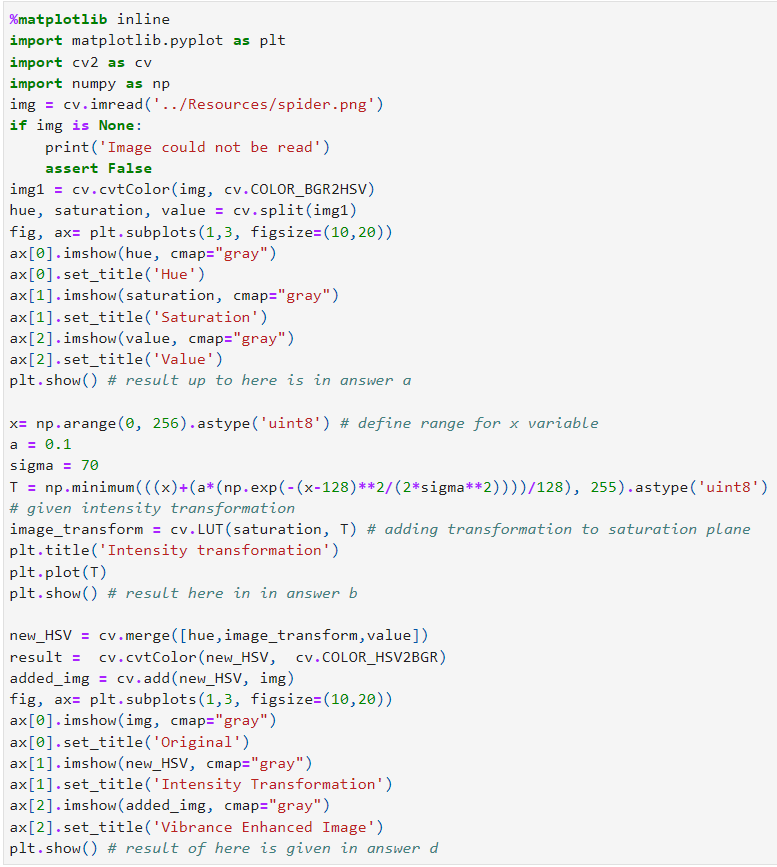 %matplotlib inline
import matplotlib.pyplot as plt
import cv2 as cv
import numpy as np
img = cv.imread('../Resources/spider.png')
if img is None:
    print('Image could not be read')
    assert False
img1 = cv.cvtColor(img, cv.COLOR_BGR2HSV)
hue, saturation, value = cv.split(img1)
fig, ax= plt.subplots(1,3, figsize=(10,20))
ax[0].imshow(hue, cmap="gray")
ax[0].set_title('Hue')
ax[1].imshow(saturation, cmap="gray")
ax[1].set_title('Saturation')
ax[2].imshow(value, cmap="gray")
ax[2].set_title('Value')
plt.show() # result up to here is in answer a

x= np.arange(0, 256).astype('uint8') # define range for x variable
a = 0.1
sigma = 70
T = np.minimum(((x)+(a*(np.exp(-(x-128)**2/(2*sigma**2))))/128), 255).astype('uint8')
# given intensity transformation
image_transform = cv.LUT(saturation, T) # adding transformation to saturation plane
plt.title('Intensity transformation')
plt.plot(T)
plt.show() # result here in in answer b

new_HSV = cv.merge([hue,image_transform,value])
result =  cv.cvtColor(new_HSV,  cv.COLOR_HSV2BGR)
added_img = cv.add(new_HSV, img)
fig, ax= plt.subplots(1,3, figsize=(10,20))
ax[0].imshow(img, cmap="gray")
ax[0].set_title('Original')
ax[1].imshow(new_HSV, cmap="gray")
ax[1].set_title('Intensity Transformation')
ax[2].imshow(added_img, cmap="gray")
ax[2].set_title('Vibrance Enhanced Image')
plt.show() # result of here is given in answer d